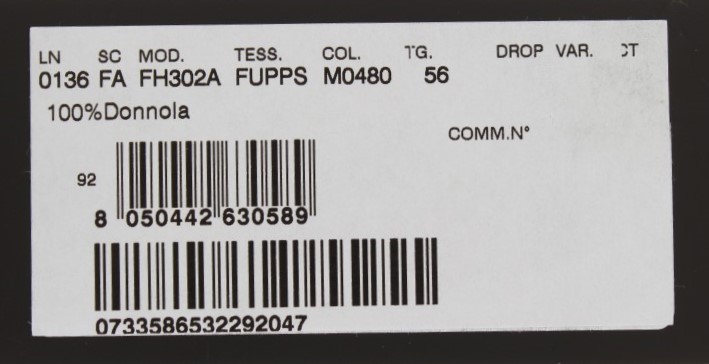 LN SC MOD. TESS. COL. TG. DROP VAR. CT
0136 FA FH302A FUPPS M0480 56
100%Donnola
COMM.N°
92
8 050442 630589
0733586532292047